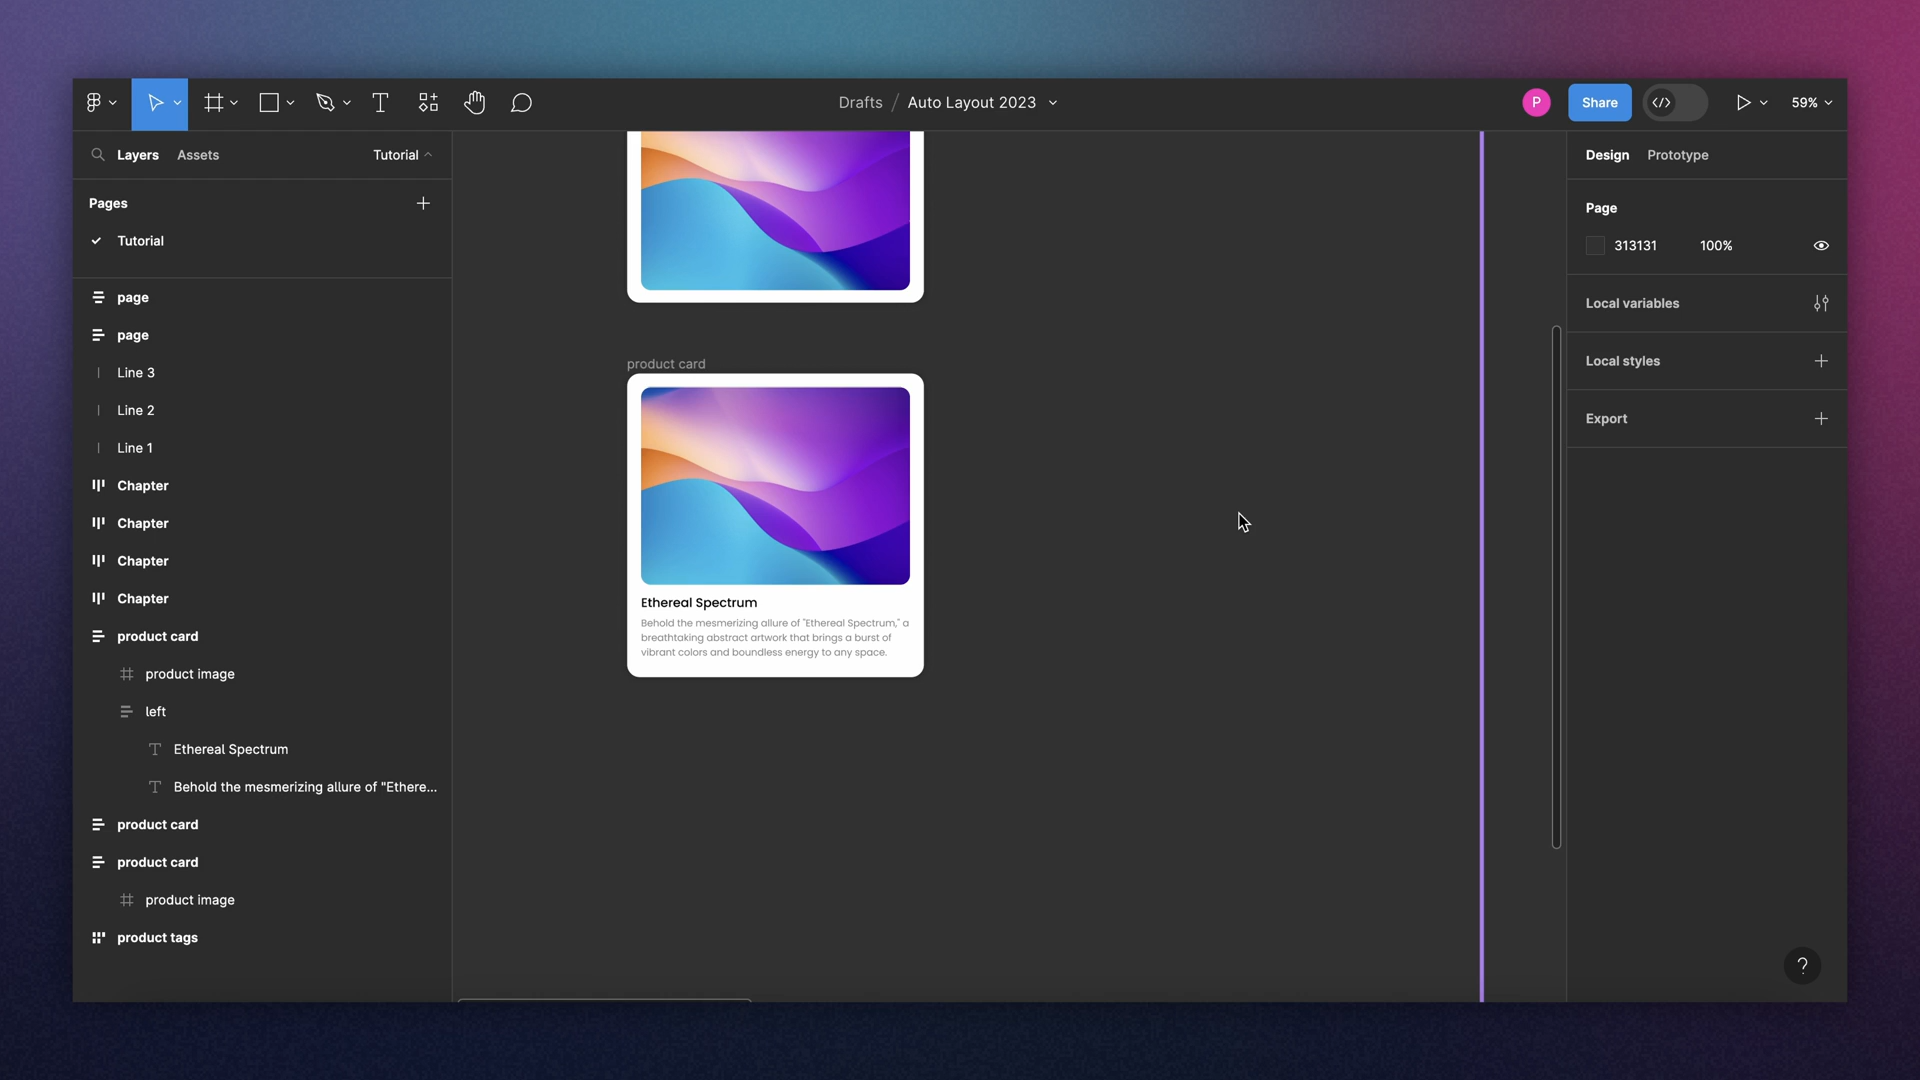 Drafts / Auto Layout 2023
P
Share
59%
Layers
Assets
Tutorial
Pages
Tutorial
page
page
Line 3
Line 2
Line 1
Chapter
Chapter
Chapter
Chapter
product card
product image
left
Ethereal Spectrum
Behold the mesmerizing allure of "Ethere...
product card
product card
product image
product tags
product card
Ethereal Spectrum
Behold the mesmerizing allure of "Ethereal Spectrum," a
breathtaking abstract artwork that brings a burst of
vibrant colors and boundless energy to any space.
Design
Prototype
Page
313131
100%
Local variables
Local styles
Export
?